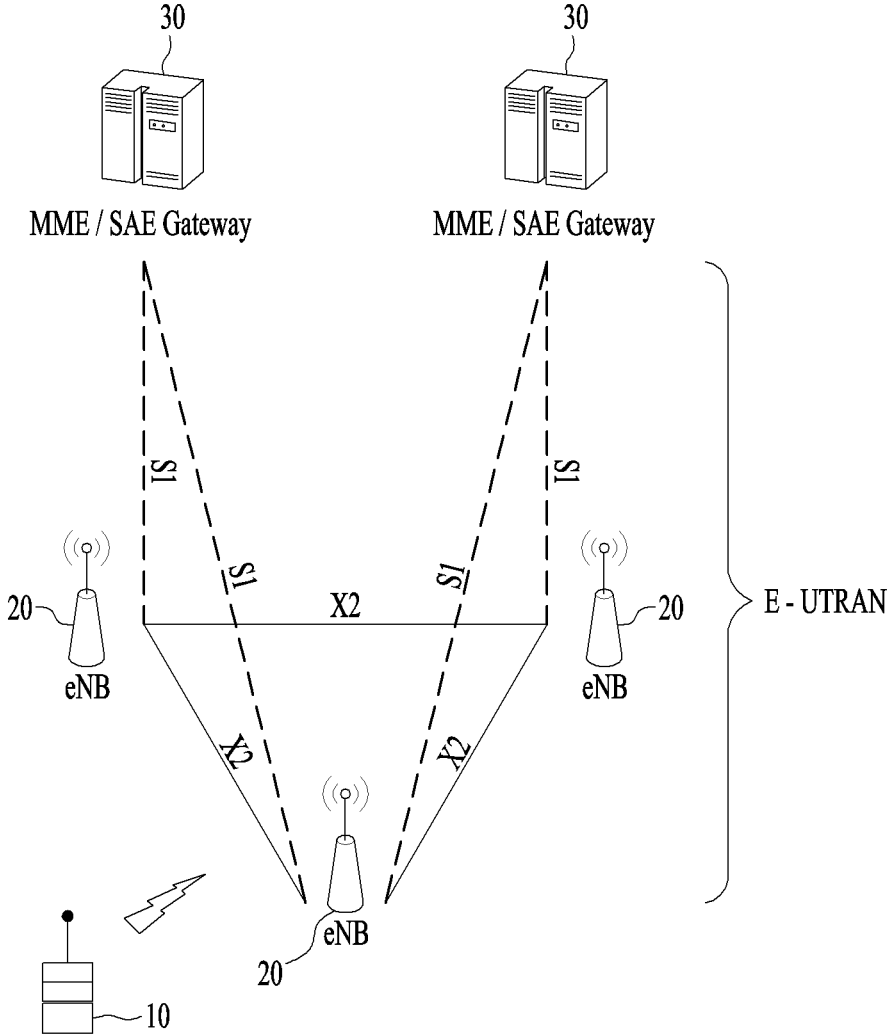 30
30
MME / SAE Gateway
MME / SAE Gateway
S1
S1
S1
S1
20
X2
20
E - UTRAN
eNB
eNB
X2
X2
20
eNB
10